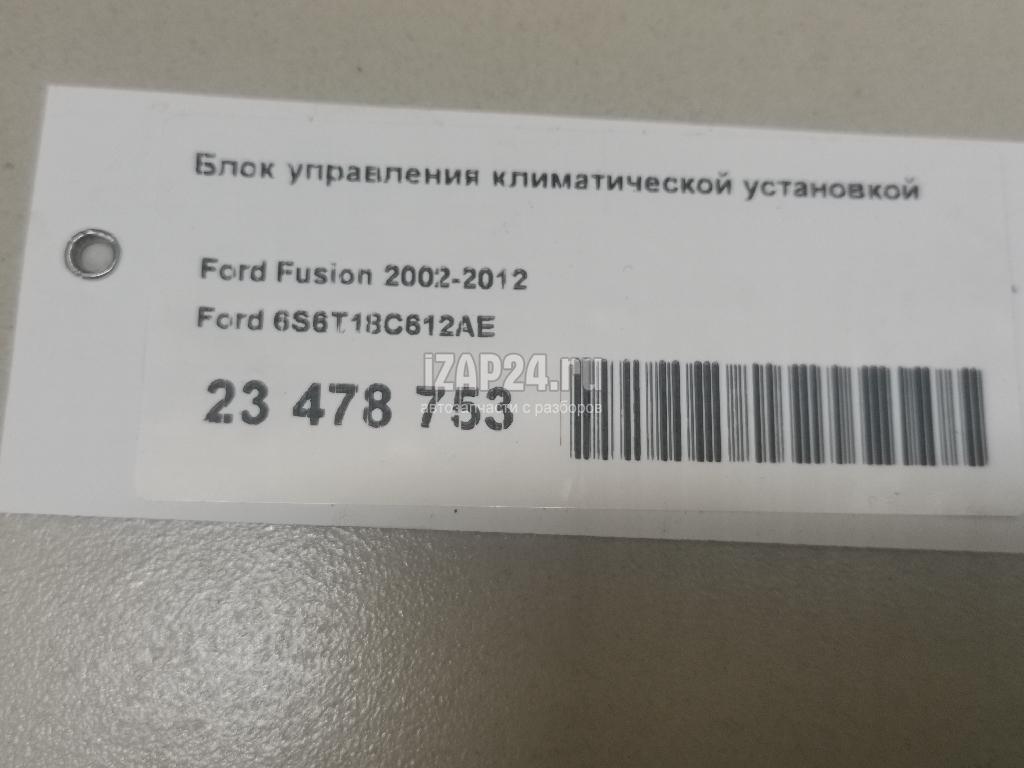 Блок управления климатической установкой
Ford Fusion 2002-2012
Ford 6S6T18C612AE
iZAP24.ru
23 478 753
автозапчасти с разборов